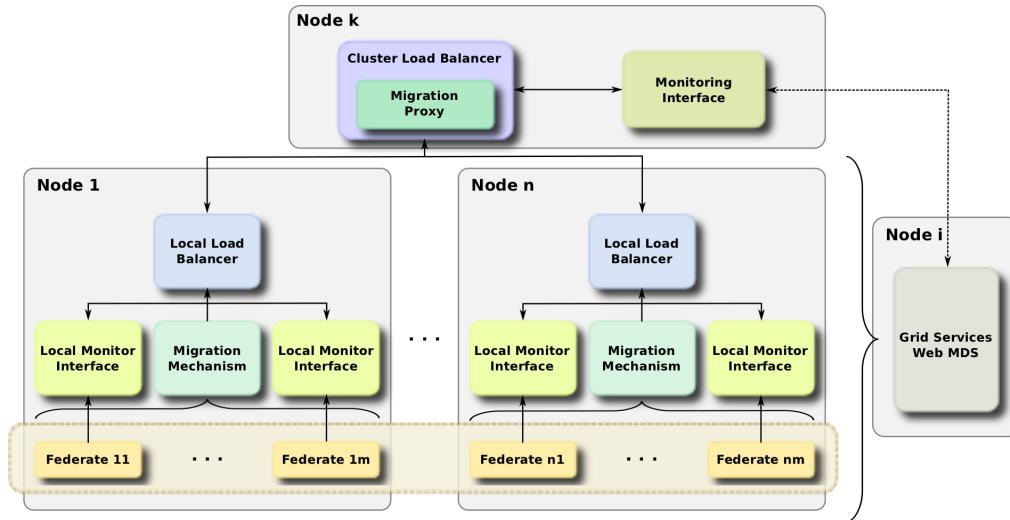 Node k
Cluster Load Balancer
Migration
Proxy
Monitoring
Interface
Node 1
Local Load
Balancer
Local Monitor
Interface
Migration
Mechanism
Local Monitor
Interface
Federate 11
. . .
Federate 1m
. . .
Node n
Local Load
Balancer
Local Monitor
Interface
Migration
Mechanism
Local Monitor
Interface
Federate n1
. . .
Federate nm
Node i
Grid Services
Web MDS